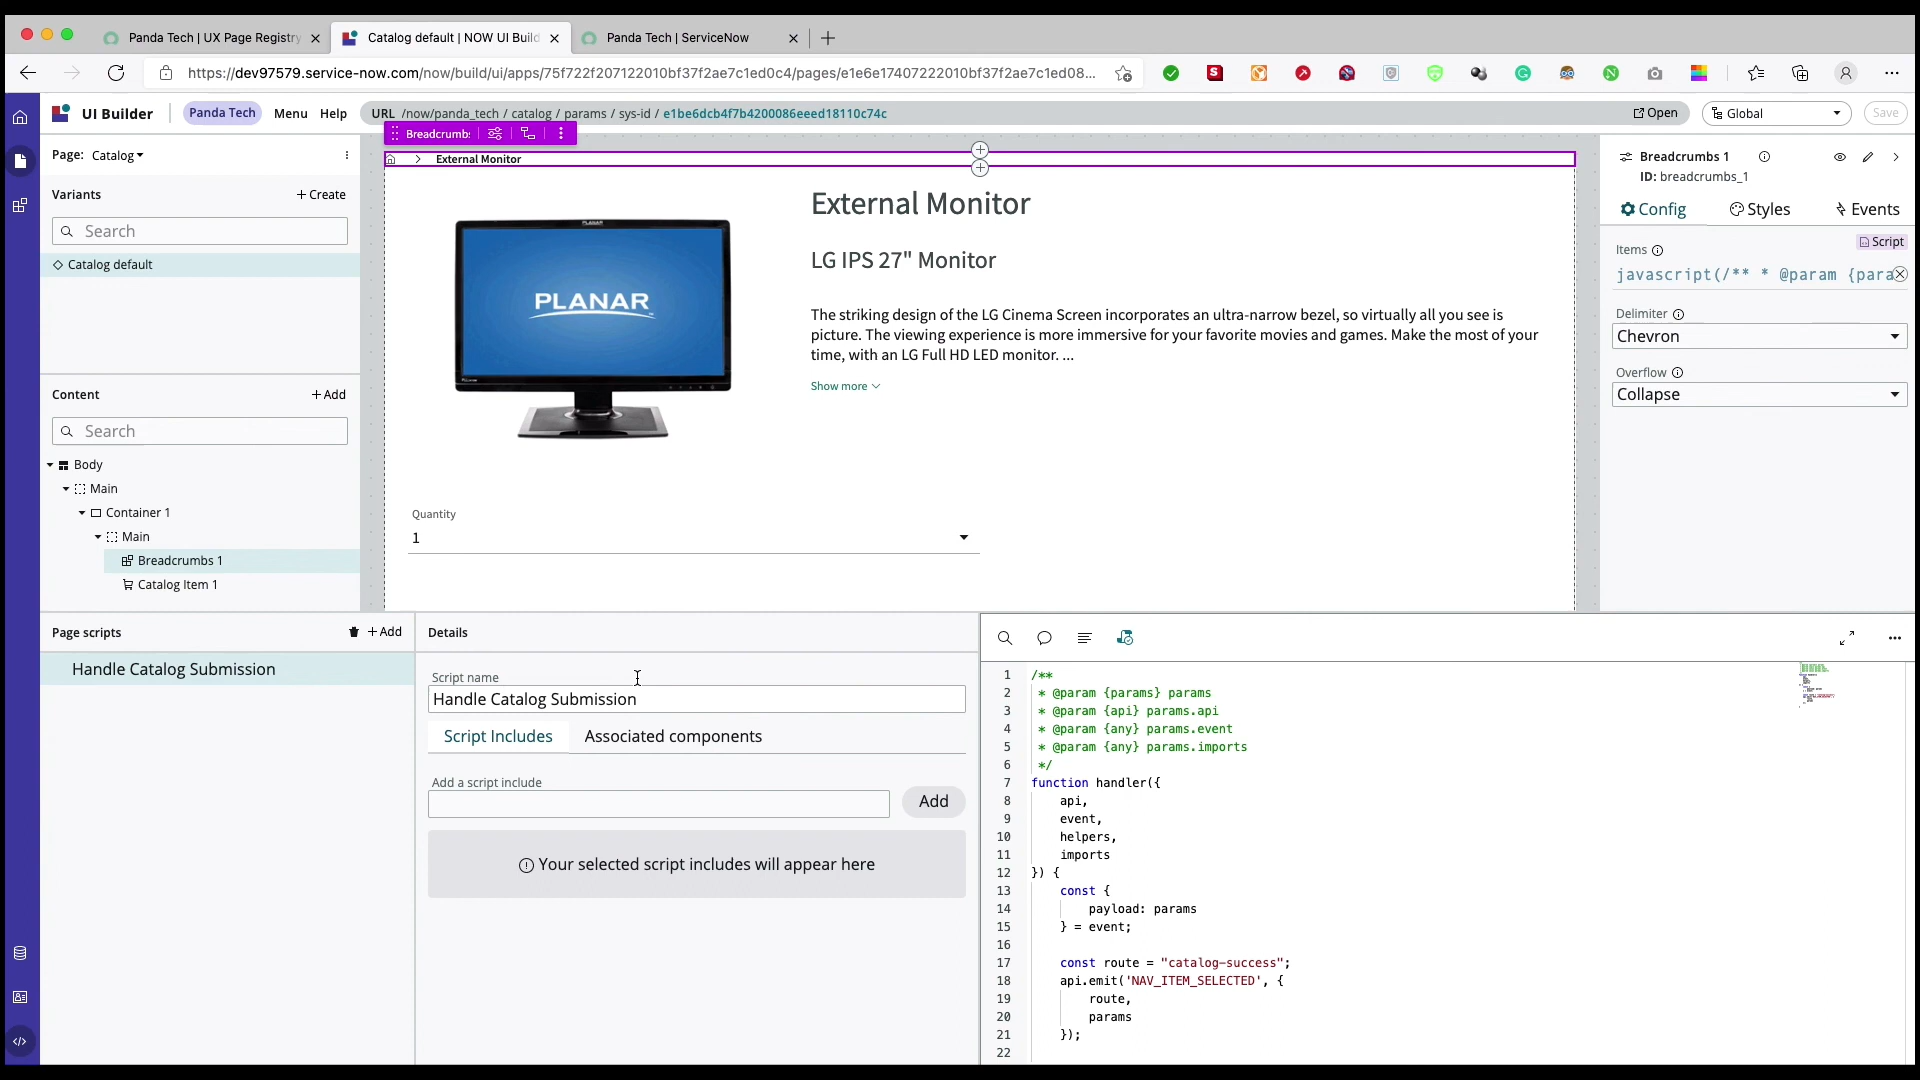 Panda Tech | UX Page Registry
Catalog default | NOW UI Build
Panda Tech | ServiceNow
https://dev97579.service-now.com/now/build/ui/apps/75f722f207122010bf37f2ae7c1ed0c4/pages/e1e6e17407222010bf37f2ae7c1ed08...
UI Builder
Panda Tech
Menu
Help
URL /now/panda_tech / catalog / params / sys-id / e1be6dcb4f7b4200086eeed18110c74c
Open
Global
Save
Page: Catalog
Variants
+ Create
Search
Catalog default
Content
+ Add
Search
Body
Main
Container 1
Main
Breadcrumbs 1
Catalog Item 1
Breadcrumb:
External Monitor
PLANAR
PLANAR
External Monitor
LG IPS 27" Monitor
The striking design of the LG Cinema Screen incorporates an ultra-narrow bezel, so virtually all you see is
picture. The viewing experience is more immersive for your favorite movies and games. Make the most of your
time, with an LG Full HD LED monitor. ...
Show more
Quantity
1
Breadcrumbs 1
ID: breadcrumbs_1
Config
Styles
Events
Items
Script
javascript(/** * @param {para
Delimiter
Chevron
Overflow
Collapse
Page scripts
+ Add
Handle Catalog Submission
Details
Script name
Handle Catalog Submission
Script Includes
Associated components
Add a script include
Add
Your selected script includes will appear here
1 /**
2 * @param {params} params
3 * @param {api} params.api
4 * @param {any} params.event
5 * @param {any} params.imports
6 */
7 function handler({
8 api,
9 event,
10 helpers,
11 imports
12 }) {
13 const {
14 payload: params
15 } = event;
16
17 const route = "catalog-success";
18 api.emit('NAV_ITEM_SELECTED', {
19 route,
20 params
21 });
22